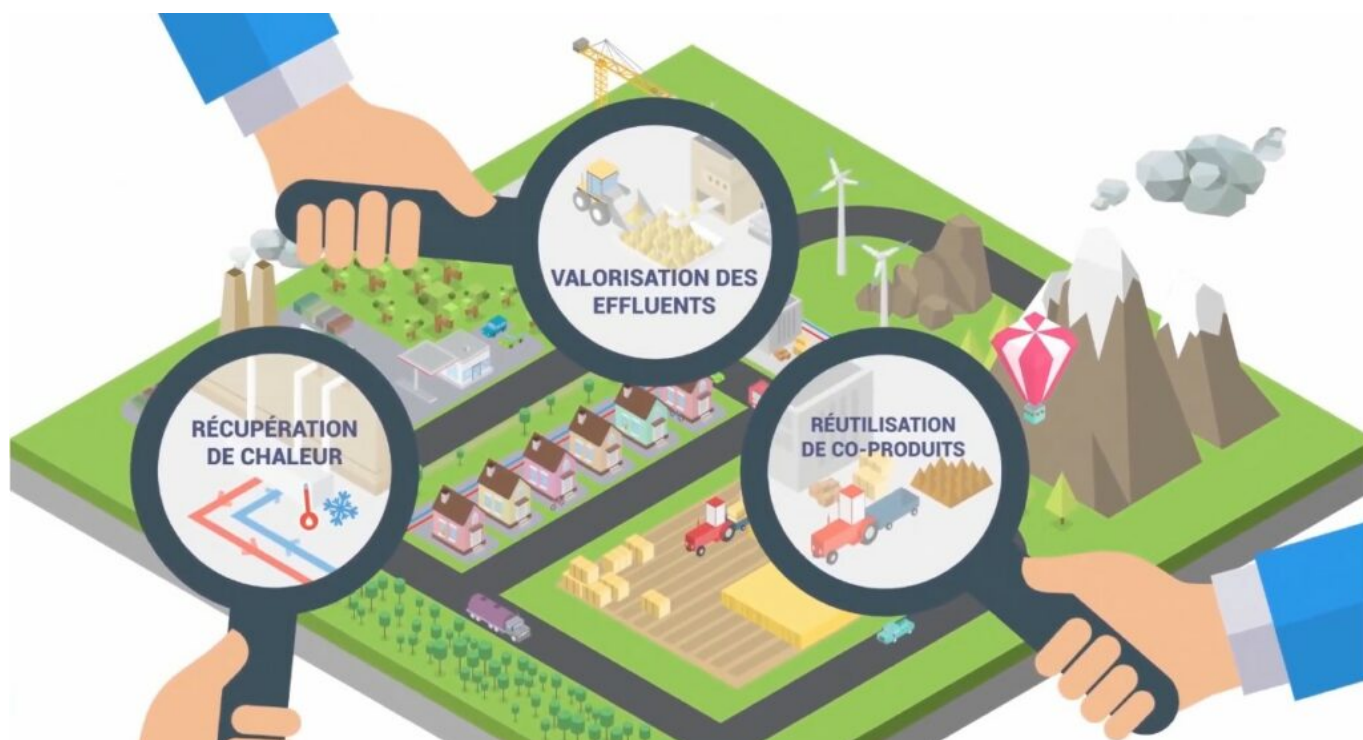 VALORISATION DES
EFFLUENTS
RÉCUPÉRATION
DE CHALEUR
RÉUTILISATION
DE CO-PRODUITS